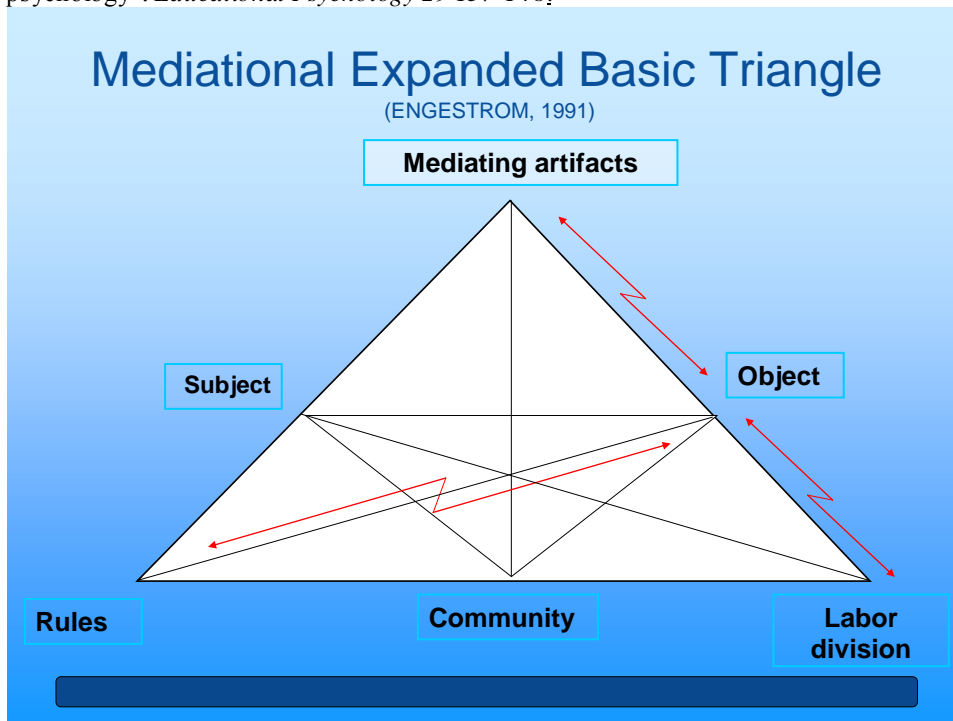 Mediational Expanded Basic Triangle
(ENGESTROM, 1991)
Mediating artifacts
Subject
Object
Rules
Community
Labor
division